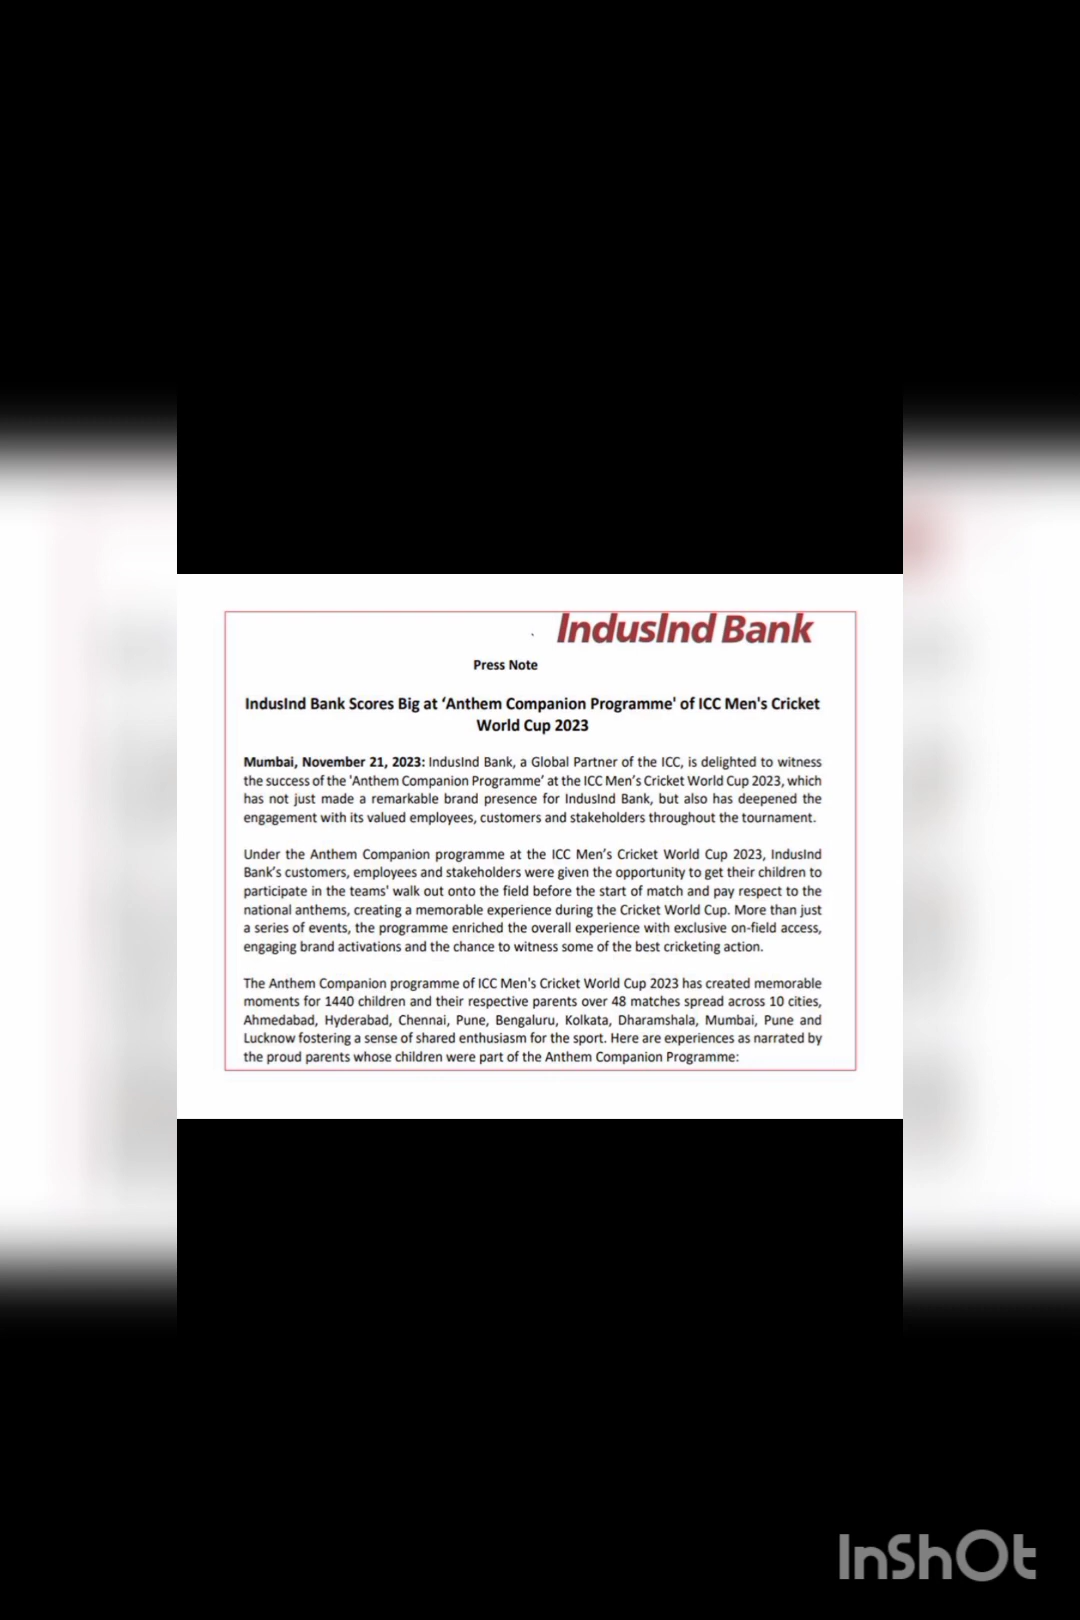 IndusInd Bank
Press Note
IndusInd Bank Scores Big at ‘Anthem Companion Programme' of ICC Men's Cricket
World Cup 2023
Mumbai, November 21, 2023: IndusInd Bank, a Global Partner of the ICC, is delighted to witness
the success of the 'Anthem Companion Programme’ at the ICC Men’s Cricket World Cup 2023, which
has not just made a remarkable brand presence for IndusInd Bank, but also has deepened the
engagement with its valued employees, customers and stakeholders throughout the tournament.
Under the Anthem Companion programme at the ICC Men’s Cricket World Cup 2023, IndusInd
Bank’s customers, employees and stakeholders were given the opportunity to get their children to
participate in the teams' walk out onto the field before the start of match and pay respect to the
national anthems, creating a memorable experience during the Cricket World Cup. More than just
a series of events, the programme enriched the overall experience with exclusive on-field access,
engaging brand activations and the chance to witness some of the best cricketing action.
The Anthem Companion programme of ICC Men's Cricket World Cup 2023 has created memorable
moments for 1440 children and their respective parents over 48 matches spread across 10 cities,
Ahmedabad, Hyderabad, Chennai, Pune, Bengaluru, Kolkata, Dharamshala, Mumbai, Pune and
Lucknow fostering a sense of shared enthusiasm for the sport. Here are experiences as narrated by
the proud parents whose children were part of the Anthem Companion Programme:
InShOt